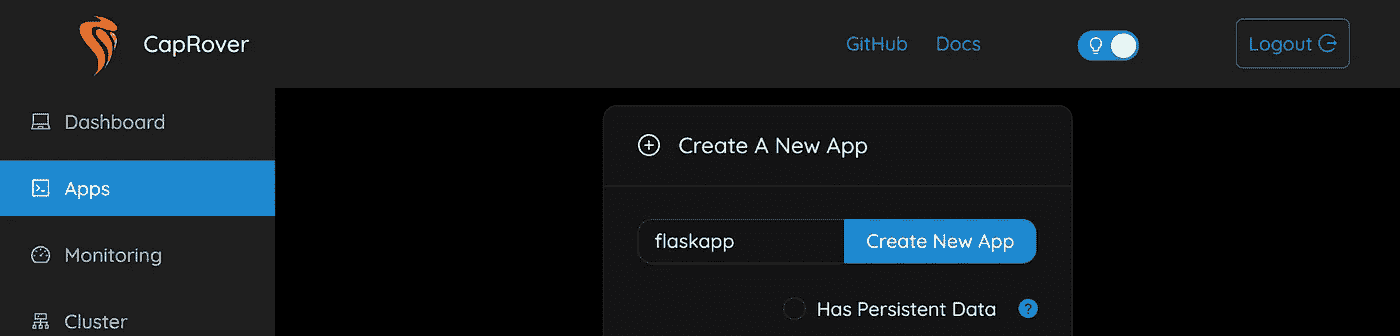 CapRover
GitHub Docs Logout
Dashboard
Apps
Monitoring
Cluster
Create A New App
flaskapp Create New App
Has Persistent Data ?